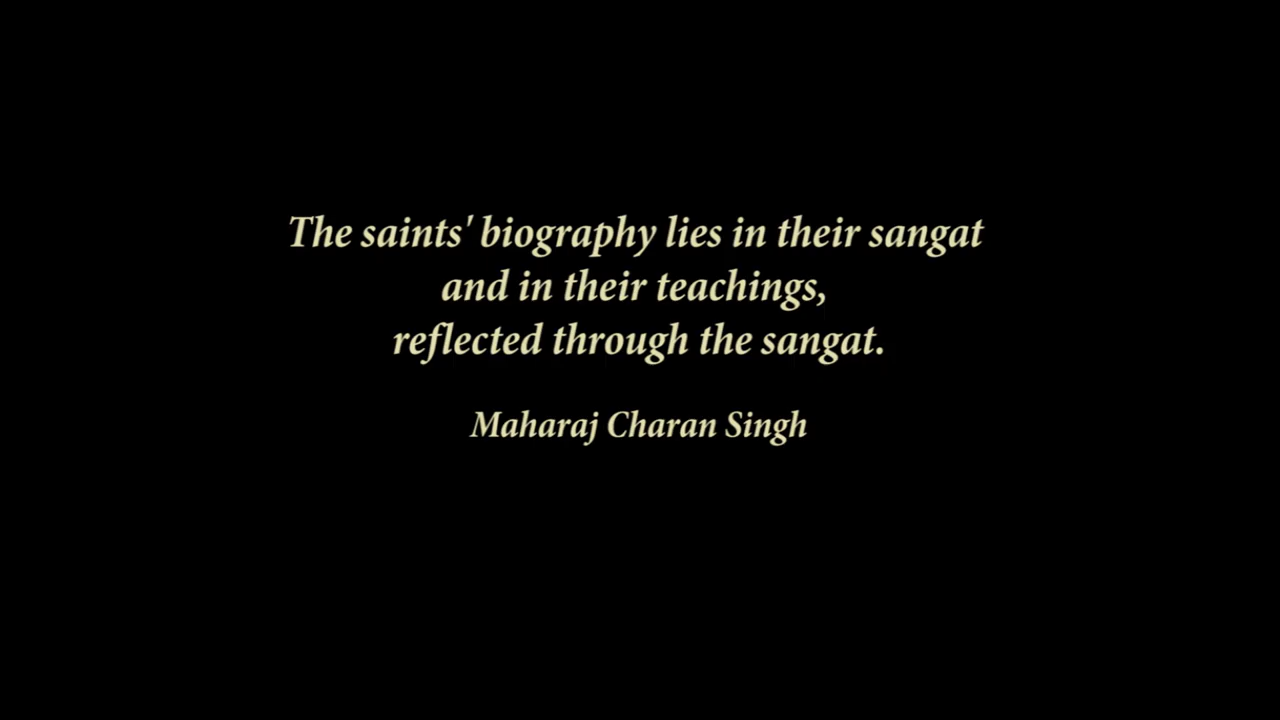 The saints' biography lies in their sangat
and in their teachings,
reflected through the sangat.
Maharaj Charan Singh